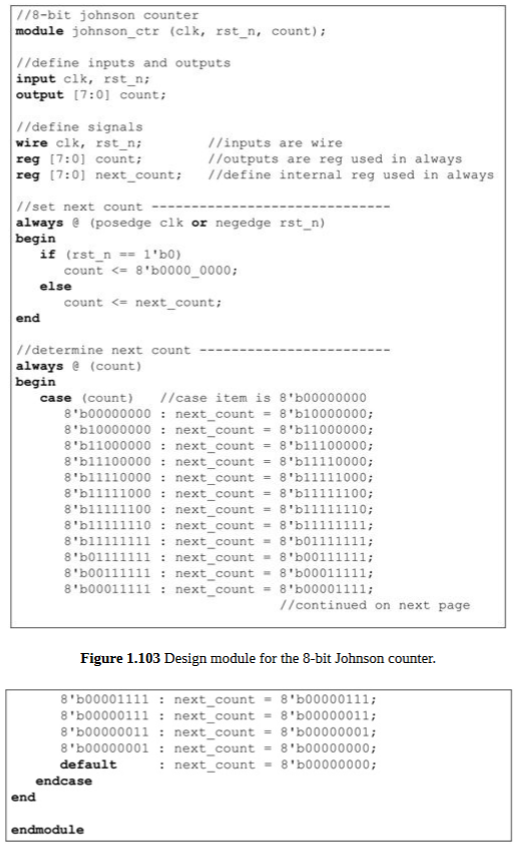 //8-bit johnson counter
module johnson_ctr (clk, rst_n, count);
//define inputs and outputs
input clk, rst_n;
output [7:0] count;
//define signals
wire clk, rst_n; //inputs are wire
reg [7:0] count; //outputs are reg used in always
reg [7:0] next_count; //define internal reg used in always
//set next count ------------------------------
always @ (posedge clk or negedge rst_n)
begin
if (rst_n == 1'b0)
count <= 8'b0000_0000;
else
count <= next_count;
end
//determine next count ------------------------
always @ (count)
begin
case (count) //case item is 8'b00000000
8'b00000000 : next_count = 8'b10000000;
8'b10000000 : next_count = 8'b11000000;
8'b11000000 : next_count = 8'b11100000;
8'b11100000 : next_count = 8'b11110000;
8'b11110000 : next_count = 8'b11111000;
8'b11111000 : next_count = 8'b11111100;
8'b11111100 : next_count = 8'b11111110;
8'b11111110 : next_count = 8'b11111111;
8'b11111111 : next_count = 8'b01111111;
8'b01111111 : next_count = 8'b00111111;
8'b00111111 : next_count = 8'b00011111;
8'b00011111 : next_count = 8'b00001111;
//continued on next page
Figure 1.103 Design module for the 8-bit Johnson counter.
8'b00001111 : next_count = 8'b00000111;
8'b00000111 : next_count = 8'b00000011;
8'b00000011 : next_count = 8'b00000001;
8'b00000001 : next_count = 8'b00000000;
default : next_count = 8'b00000000;
endcase
end
endmodule